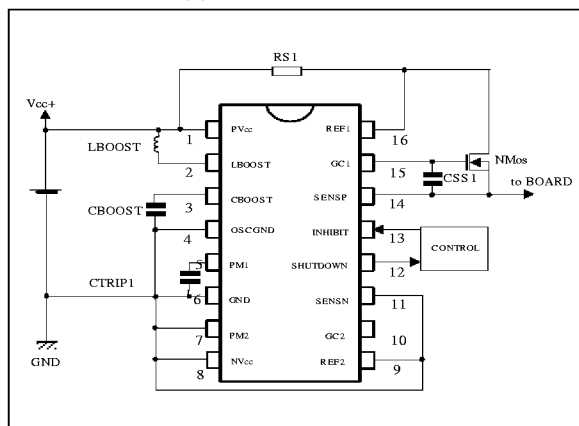 RS1
Vcc+
LBOOST
1 PVcc REF1 16
2 LBOOST GC1 15
NMos
CSS1
to BOARD
CBOOST
3 CBOOST SENSP 14
4 OSCGND INHIBIT 13
CONTROL
CTRIP1
5 PM1 SHUTDOWN 12
6 GND SENSN 11
7 PM2 GC2 10
8 NVcc REF2 9
GND